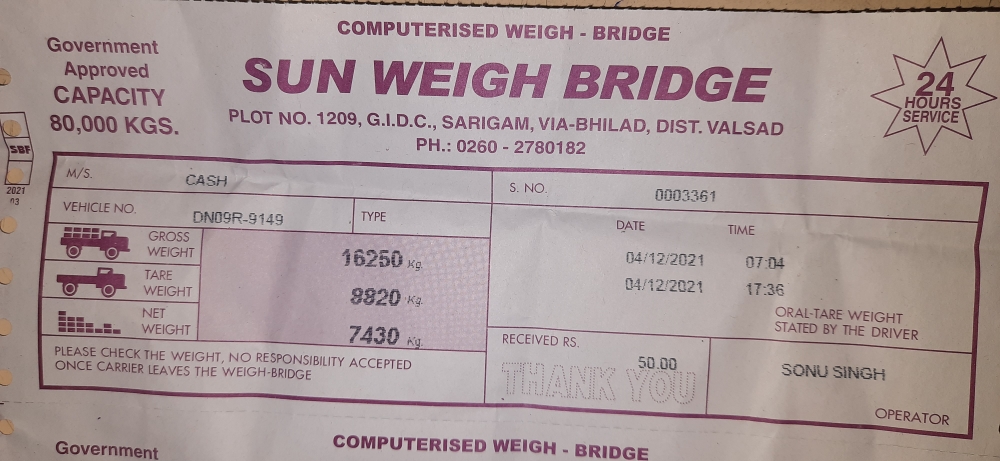 COMPUTERISED WEIGH - BRIDGE
Government
Approved
CAPACITY
80,000 KGS.
SUN WEIGH BRIDGE
PLOT NO. 1209, G.I.D.C., SARIGAM, VIA-BHILAD, DIST. VALSAD
PH.: 0260 - 2780182
24
HOURS
SERVICE
SBF
2021
03
M/S. CASH
S. NO. 0003361
VEHICLE NO. DN09R-9149 TYPE
DATE TIME
GROSS
WEIGHT 16250 Kg.
04/12/2021 07:04
TARE
WEIGHT 8820 Kg.
04/12/2021 17:36
NET
WEIGHT 7430 Kg.
ORAL-TARE WEIGHT
STATED BY THE DRIVER
PLEASE CHECK THE WEIGHT, NO RESPONSIBILITY ACCEPTED
ONCE CARRIER LEAVES THE WEIGH-BRIDGE
RECEIVED RS.
50.00
THANK YOU
SONU SINGH
OPERATOR
Government
COMPUTERISED WEIGH - BRIDGE